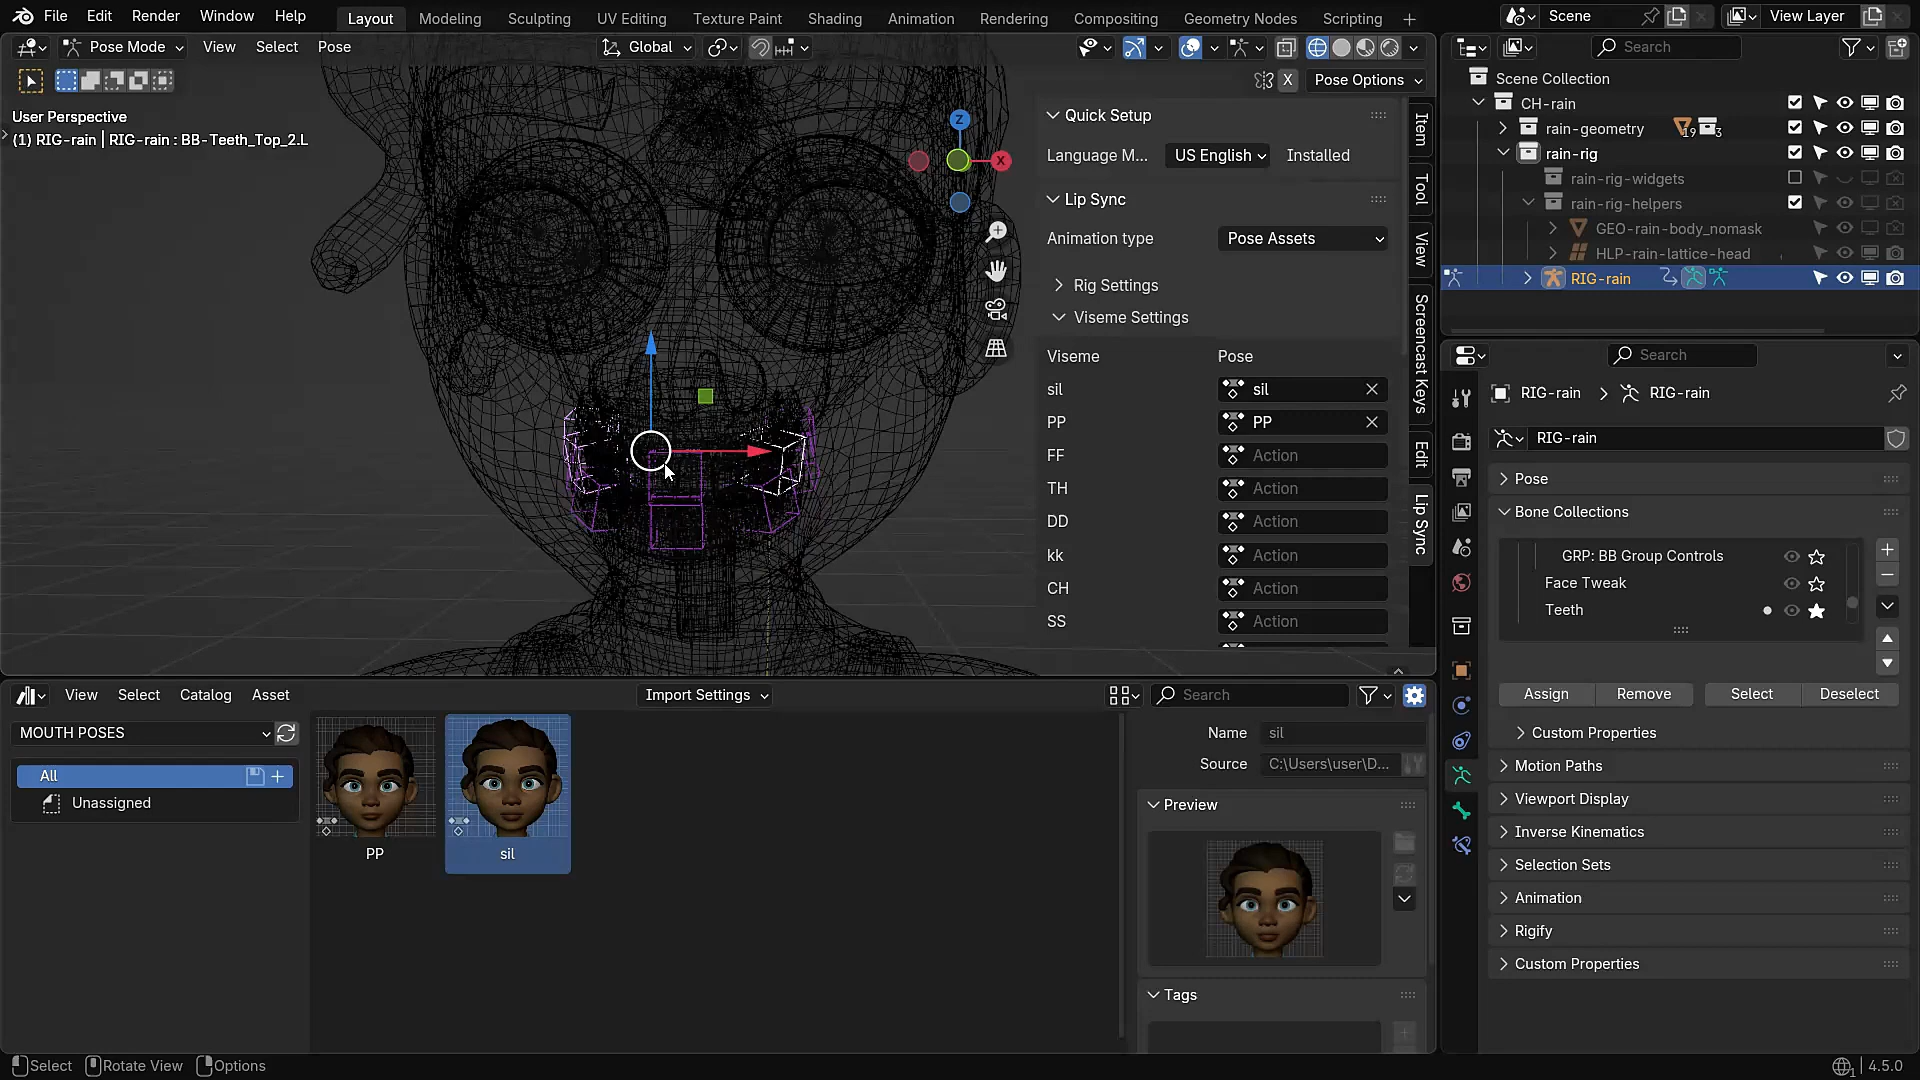 File Edit Render Window Help Layout Modeling Sculpting UV Editing Texture Paint Shading Animation Rendering Compositing Geometry Nodes Scripting Scene View Layer
Pose Mode View Select Pose Global Search
X Pose Options
User Perspective
(1) RIG-rain | RIG-rain : BB-Teeth_Top_2.L
Z
X
Quick Setup
Language M... US English Installed
Lip Sync
Animation type Pose Assets
Rig Settings
Viseme Settings
Viseme Pose
sil sil
PP PP
FF Action
TH Action
DD Action
kk Action
CH Action
SS Action
Item
Tool
View
Screencast Keys
Edit
Lip Sync
Scene Collection
CH-rain
rain-geometry 19 3
rain-rig
rain-rig-widgets
rain-rig-helpers
GEO-rain-body_nomask
HLP-rain-lattice-head
RIG-rain
Search
RIG-rain RIG-rain
RIG-rain
Pose
Bone Collections
GRP: BB Group Controls
Face Tweak
Teeth
Assign Remove Select Deselect
Custom Properties
Motion Paths
Viewport Display
Inverse Kinematics
Selection Sets
Animation
Rigify
Custom Properties
View Select Catalog Asset Import Settings Search
MOUTH POSES
All
Unassigned
PP sil
Name sil
Source C:\Users\user\D...
Preview
Tags
Select Rotate View Options 4.5.0